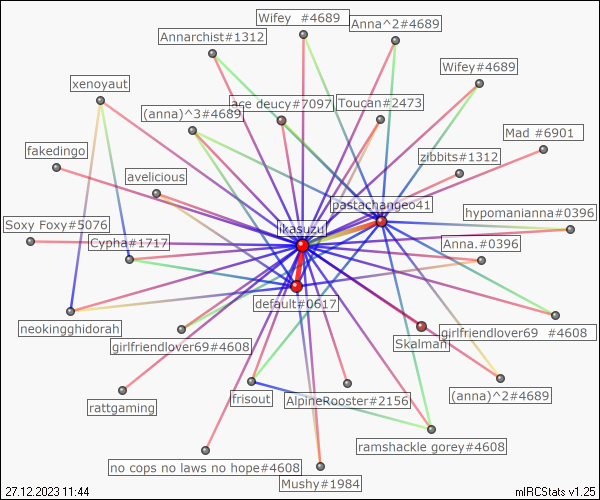 Wifey  #4689
Anna^2#4689
Annarchist#1312
Wifey#4689
xenoyaut
ace deucy#7097
Toucan#2473
(anna)^3#4689
Mad #6901
fakedingo
zibbits#1312
avelicious
pastachangeo41
hypomanianna#0396
Soxy Foxy#5076
ikasuzu
Cypha#1717
Anna.#0396
default#0617
neokingghidorah
girlfriendlover69  #4608
girlfriendlover69#4608
Skalman
(anna)^2#4689
frisout
AlpineRooster#2156
rattgaming
ramshackle gorey#4608
no cops no laws no hope#4608
Mushy#1984
27.12.2023 11:44
mIRCStats v1.25